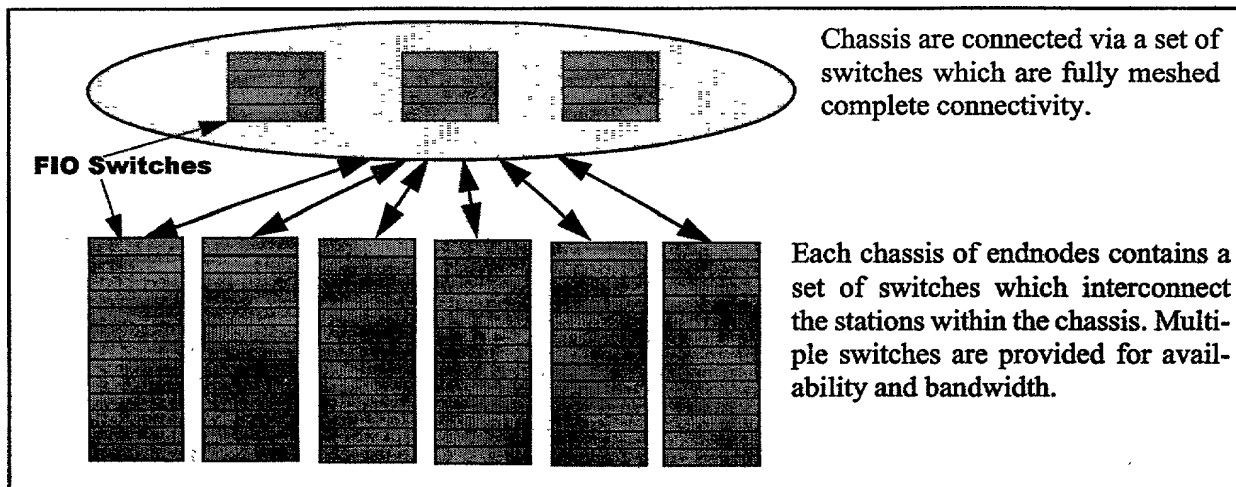 Chassis are connected via a set of
switches which are fully meshed
complete connectivity.
FIO Switches
Each chassis of endnodes contains a
set of switches which interconnect
the stations within the chassis. Multi-
ple switches are provided for avail-
ability and bandwidth.